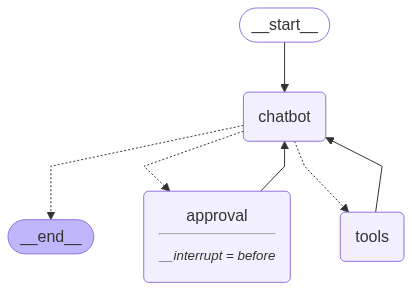 __start__
chatbot
approval
__interrupt = before
__end__
tools